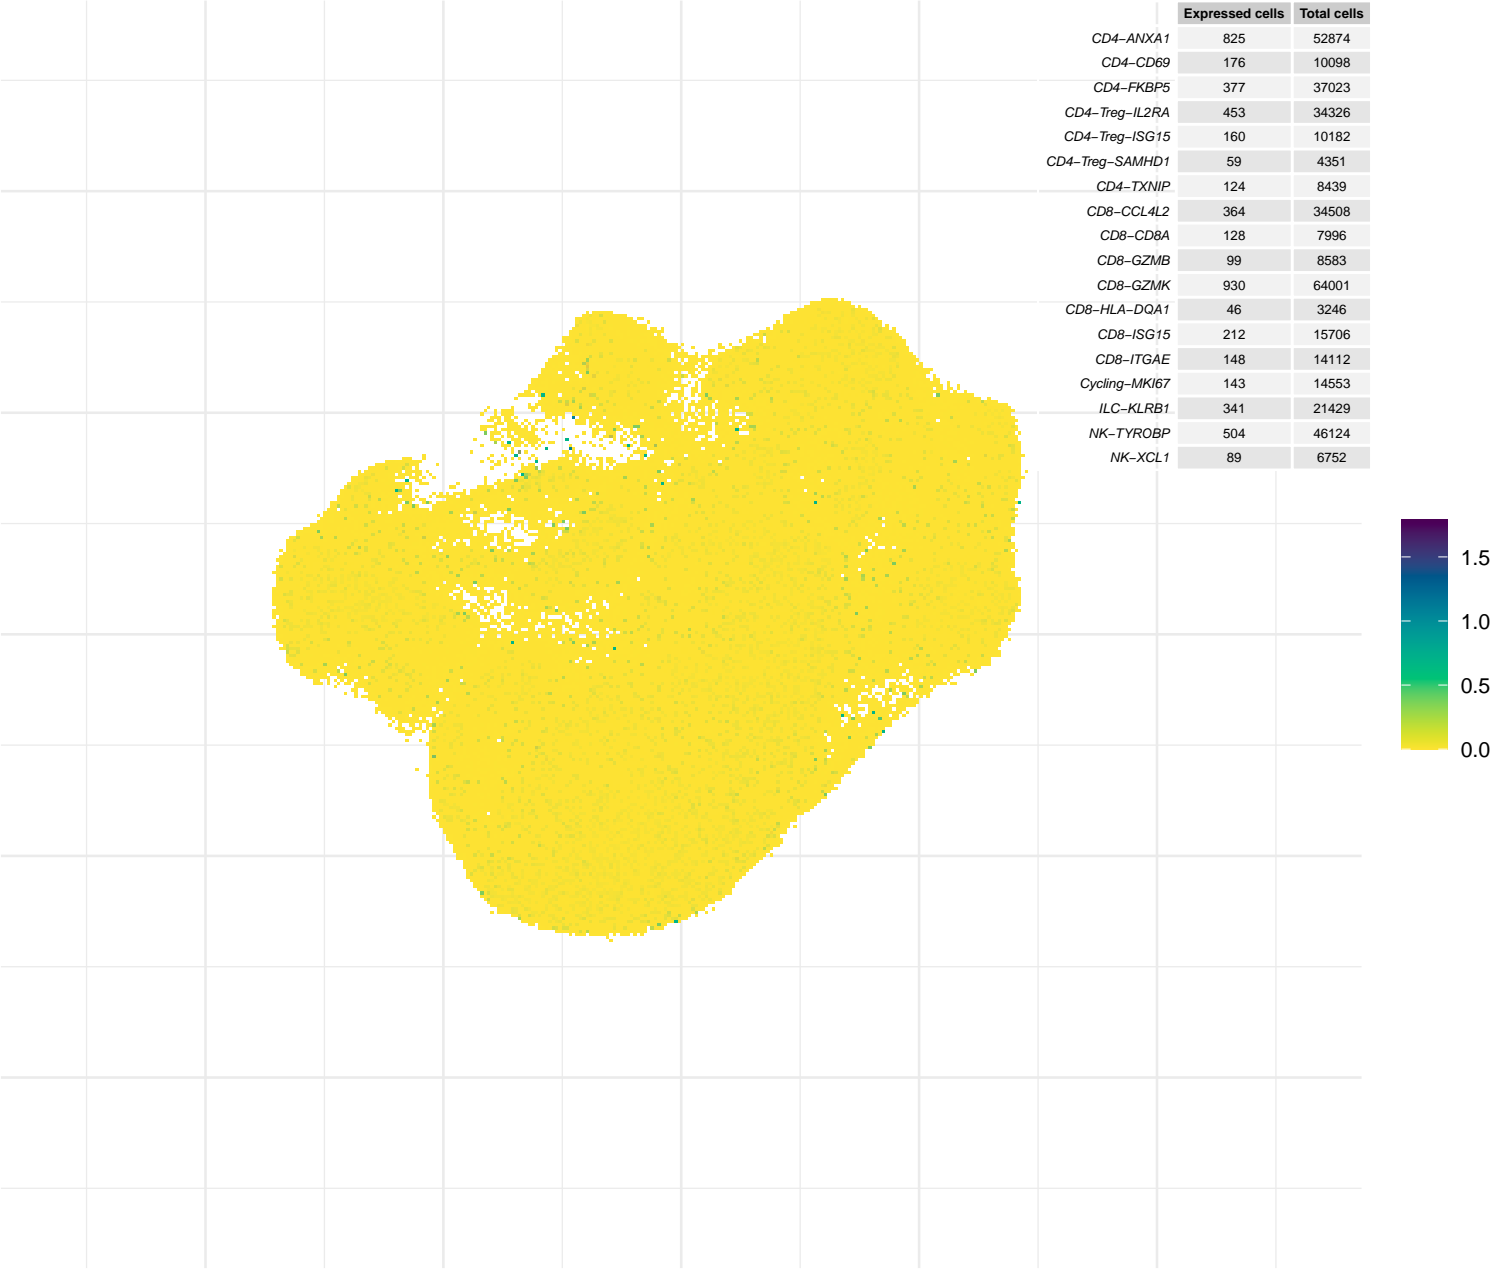 Expressed cells Total cells
CD4−ANXA1 825 52874
CD4−CD69 176 10098
CD4−FKBP5 377 37023
CD4−Treg−IL2RA 453 34326
CD4−Treg−ISG15 160 10182
CD4−Treg−SAMHD1 59 4351
CD4−TXNIP 124 8439
CD8−CCL4L2 364 34508
CD8−CD8A 128 7996
CD8−GZMB 99 8583
CD8−GZMK 930 64001
CD8−HLA−DQA1 46 3246
CD8−ISG15 212 15706
CD8−ITGAE 148 14112
Cycling−MKI67 143 14553
ILC−KLRB1 341 21429
NK−TYROBP 504 46124
NK−XCL1 89 6752
1.5
1.0
0.5
0.0